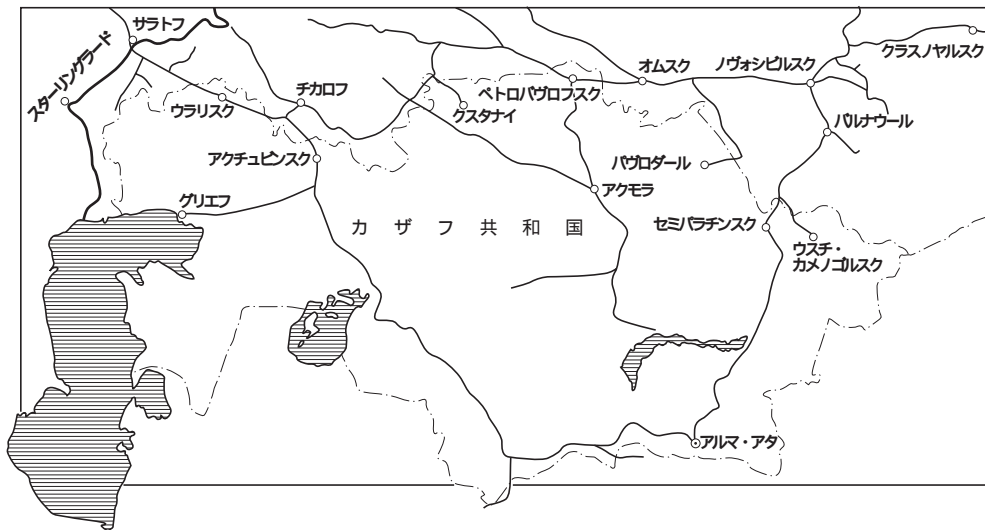 サラトフ
スターリングラード
クラスノヤルスク
オムスク
ノヴォシビルスク
ペトロパヴロフスク
チカロフ
ウラリスク
クスタナイ
バルナウール
アクチュビンスク
パヴロダール
アクモラ
グリエフ
カザフ共和国
セミパラチンスク
ウスチ・
カメノゴルスク
アルマ・アタ